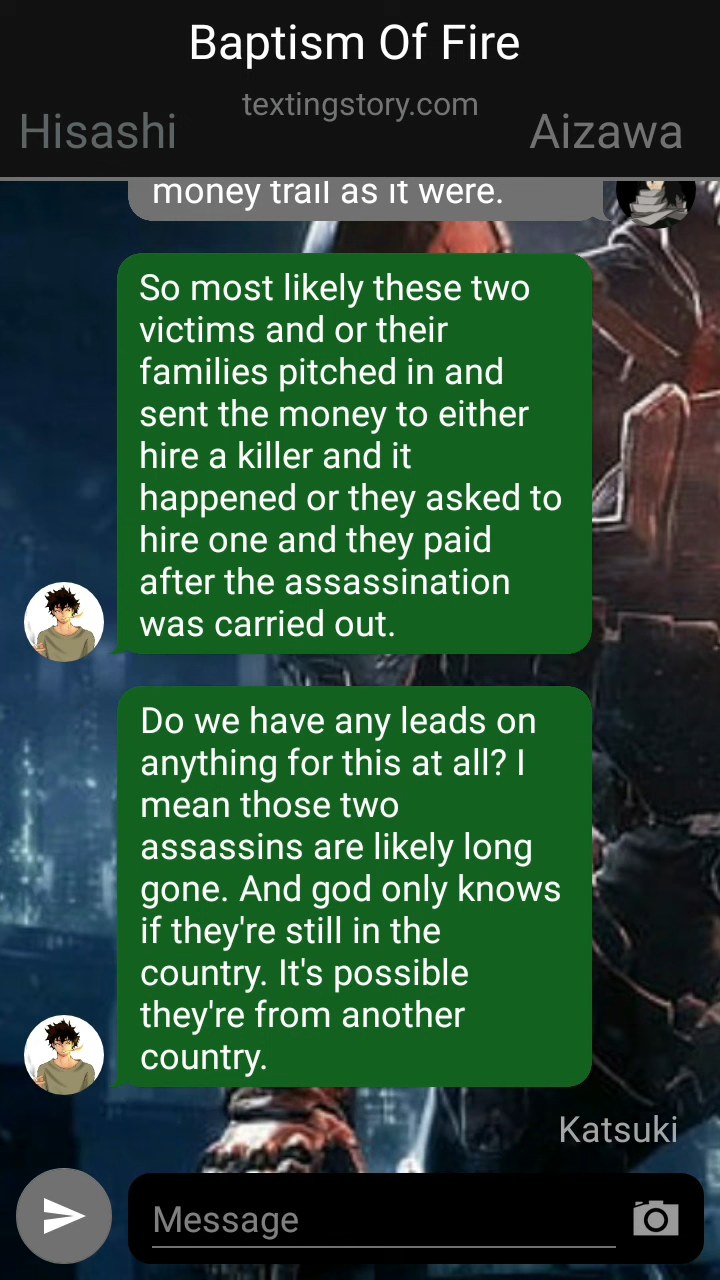 Baptism Of Fire
textingstory.com
Hisashi
Aizawa
money trail as it were.
So most likely these two
victims and or their
families pitched in and
sent the money to either
hire a killer and it
happened or they asked to
hire one and they paid
after the assassination
was carried out.
Do we have any leads on
anything for this at all? I
mean those two
assassins are likely long
gone. And god only knows
if they're still in the
country. It's possible
they're from another
country.
Katsuki
Message